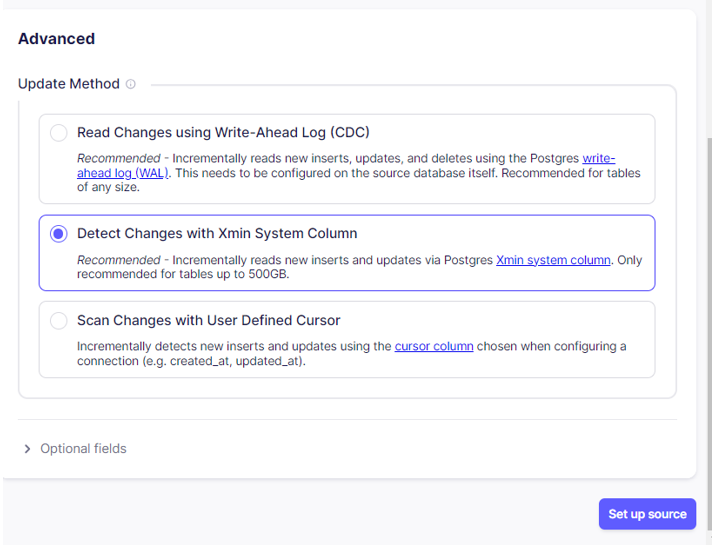 Advanced
Update Method
Read Changes using Write-Ahead Log (CDC)
Recommended - Incrementally reads new inserts, updates, and deletes using the Postgres write-
ahead log (WAL). This needs to be configured on the source database itself. Recommended for tables
of any size.
Detect Changes with Xmin System Column
Recommended - Incrementally reads new inserts and updates via Postgres Xmin system column. Only
recommended for tables up to 500GB.
Scan Changes with User Defined Cursor
Incrementally detects new inserts and updates using the cursor column chosen when configuring a
connection (e.g. created_at, updated_at).
Optional fields
Set up source